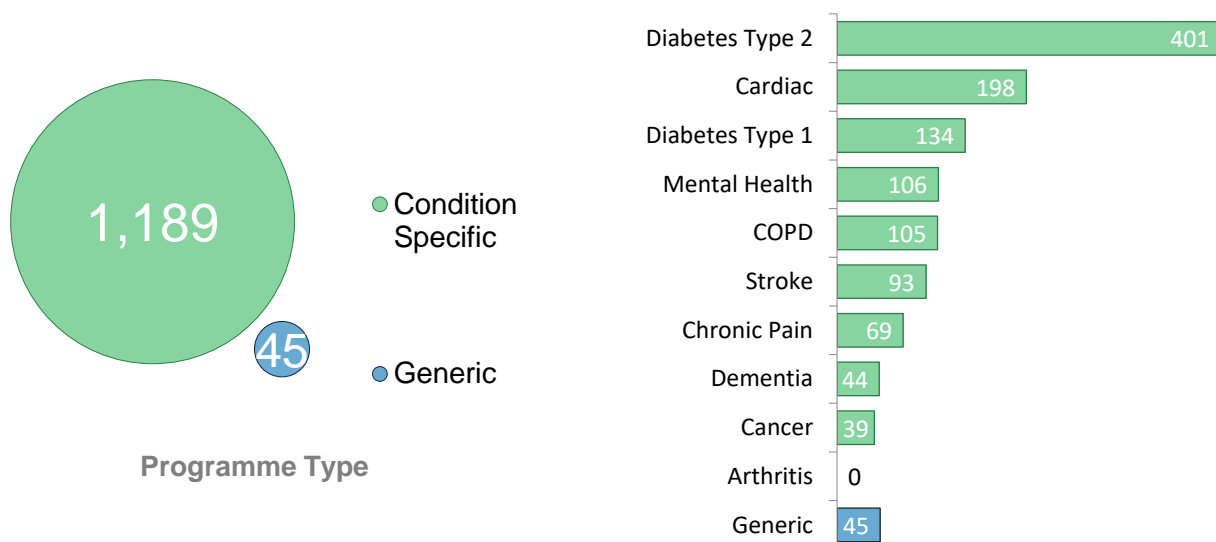 1,189
45
Condition
Specific
Generic
Programme Type
Diabetes Type 2 401
Cardiac 198
Diabetes Type 1 134
Mental Health 106
COPD 105
Stroke 93
Chronic Pain 69
Dementia 44
Cancer 39
Arthritis 0
Generic 45